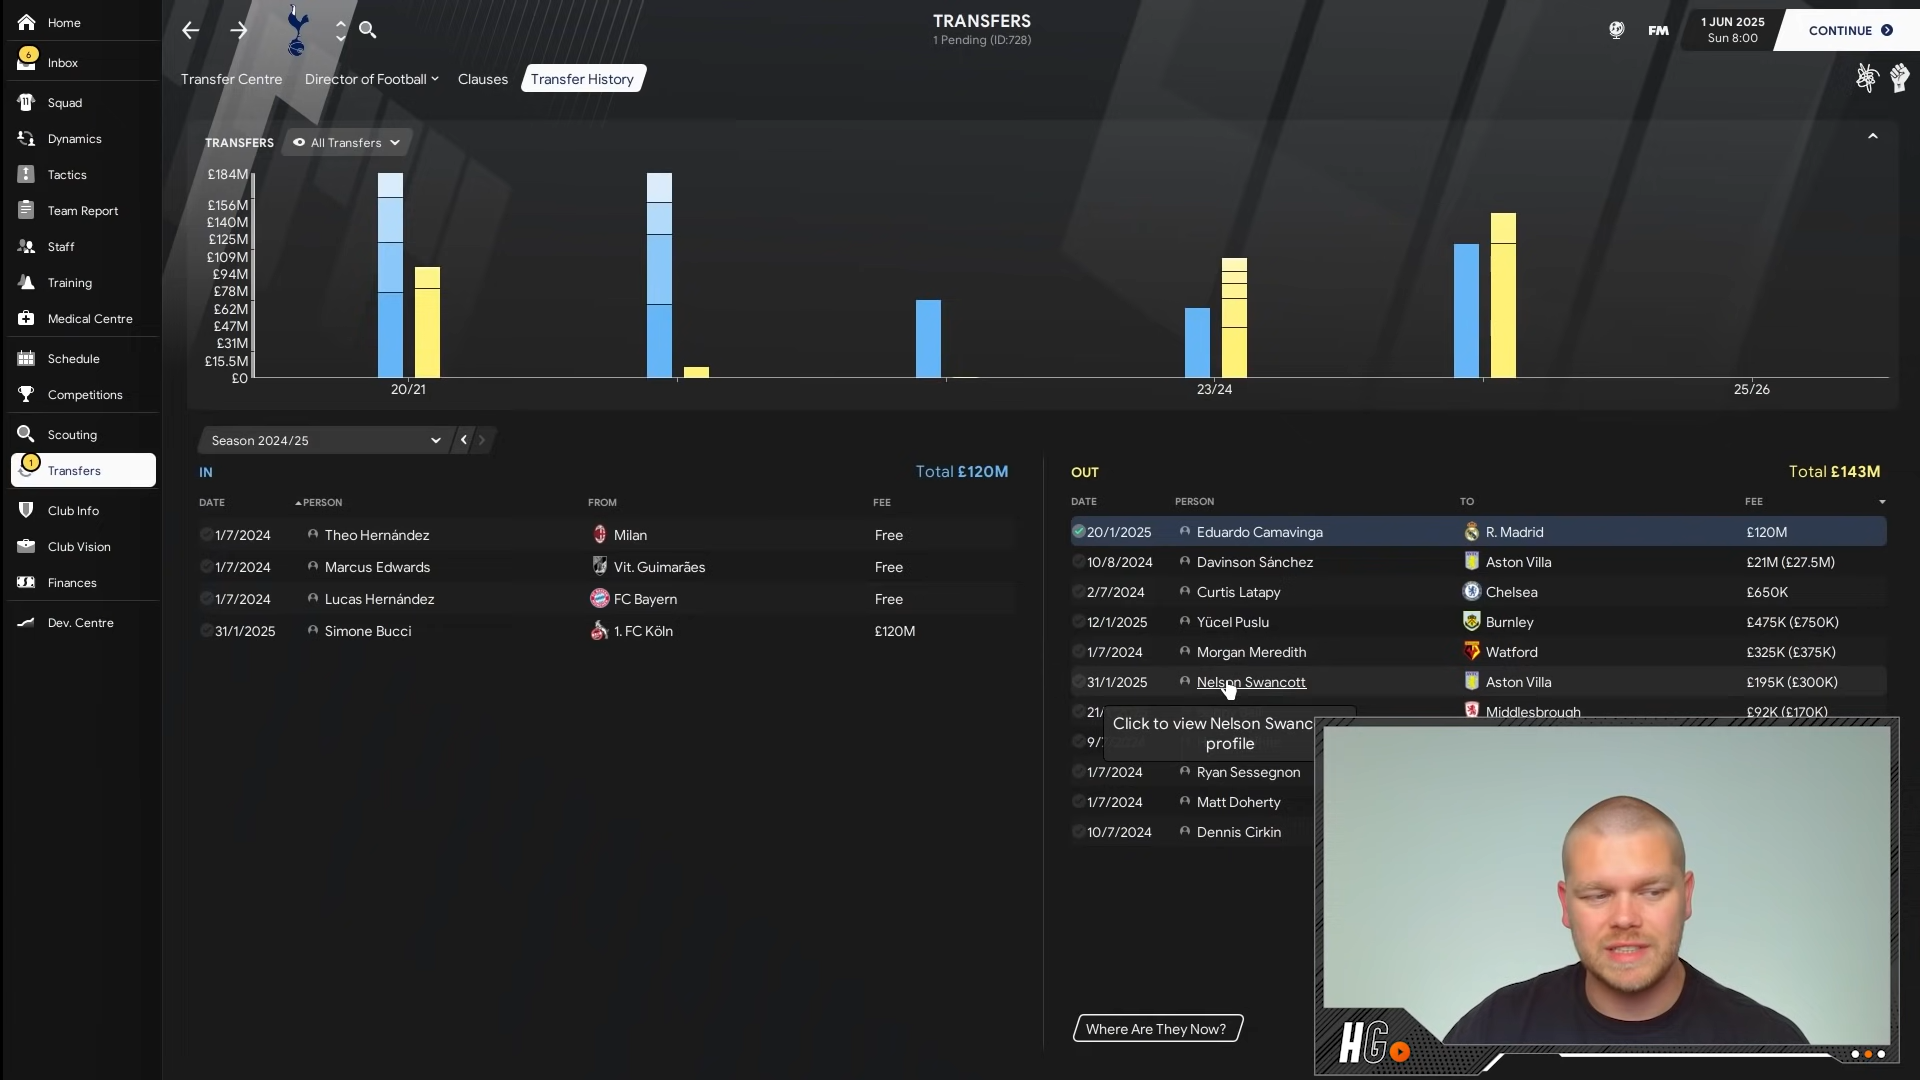 Home
6
Inbox
Squad
Dynamics
Tactics
Team Report
Staff
Training
Medical Centre
Schedule
Competitions
Scouting
1
Transfers
Club Info
Club Vision
Finances
Dev. Centre
TRANSFERS
1 Pending (ID:728)
FM
1 JUN 2025
Sun 8:00
CONTINUE
Transfer Centre
Director of Football
Clauses
Transfer History
TRANSFERS
All Transfers
£184M
£156M
£140M
£125M
£109M
£94M
£78M
£62M
£47M
£31M
£15.5M
£0
20/21
23/24
25/26
Season 2024/25
IN
Total £120M
DATE PERSON FROM FEE
1/7/2024 Theo Hernández Milan Free
1/7/2024 Marcus Edwards Vit. Guimarães Free
1/7/2024 Lucas Hernández FC Bayern Free
31/1/2025 Simone Bucci 1. FC Köln £120M
OUT
Total £143M
DATE PERSON TO FEE
20/1/2025 Eduardo Camavinga R. Madrid £120M
10/8/2024 Davinson Sánchez Aston Villa £21M (£27.5M)
2/7/2024 Curtis Latapy Chelsea £650K
12/1/2025 Yücel Puslu Burnley £475K (£750K)
1/7/2024 Morgan Meredith Watford £325K (£375K)
31/1/2025 Nelson Swancott Aston Villa £195K (£300K)
21/ Middlesbrough £92K (£170K)
Click to view Nelson Swanc
profile
9/
1/7/2024 Ryan Sessegnon
1/7/2024 Matt Doherty
10/7/2024 Dennis Cirkin
Where Are They Now?
HG